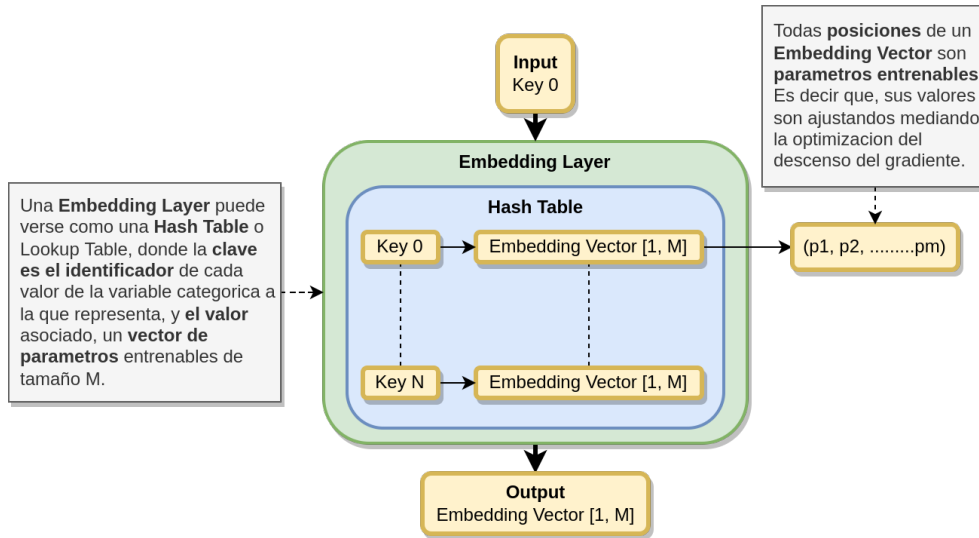 Todas posiciones de un
Embedding Vector son
parametros entrenables
Es decir que, sus valores
son ajustandos mediando
la optimizacion del
descenso del gradiente.
Input
Key 0
Embedding Layer
Hash Table
Una Embedding Layer puede
verse como una Hash Table o
Lookup Table, donde la clave
es el identificador de cada
valor de la variable categorica a
la que representa, y el valor
asociado, un vector de
parametros entrenables de
tamaño M.
Key 0
Embedding Vector [1, M]
(p1, p2, .........pm)
Key N
Embedding Vector [1, M]
Output
Embedding Vector [1, M]